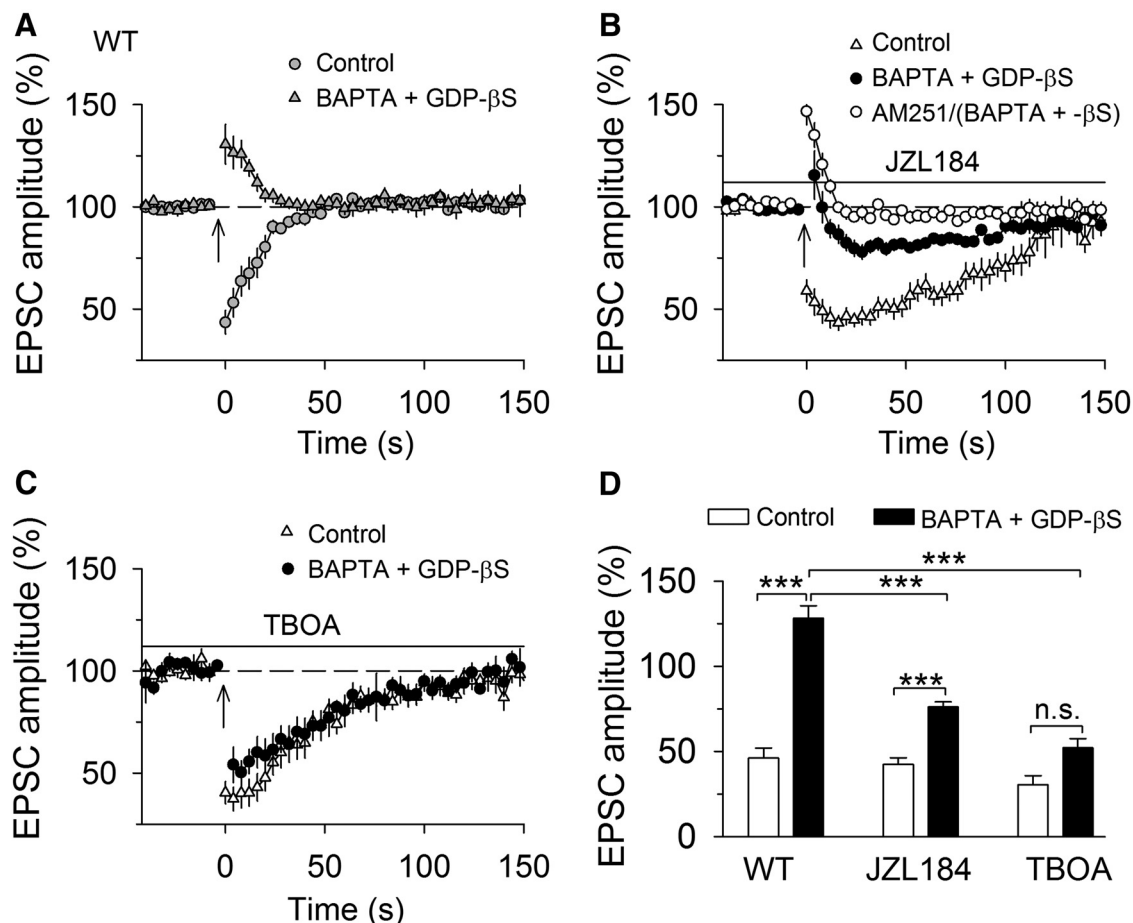 A
WT
Control
BAPTA + GDP-βS
EPSC amplitude (%)
150
100
50
0 50 100 150
Time (s)
B
Control
BAPTA + GDP-βS
AM251/(BAPTA + -βS)
JZL184
EPSC amplitude (%)
150
100
50
0 50 100 150
Time (s)
C
Control
BAPTA + GDP-βS
TBOA
EPSC amplitude (%)
150
100
50
0 50 100 150
Time (s)
D
Control BAPTA + GDP-βS
EPSC amplitude (%)
150
100
50
0
***
***
***
***
n.s.
WT JZL184 TBOA